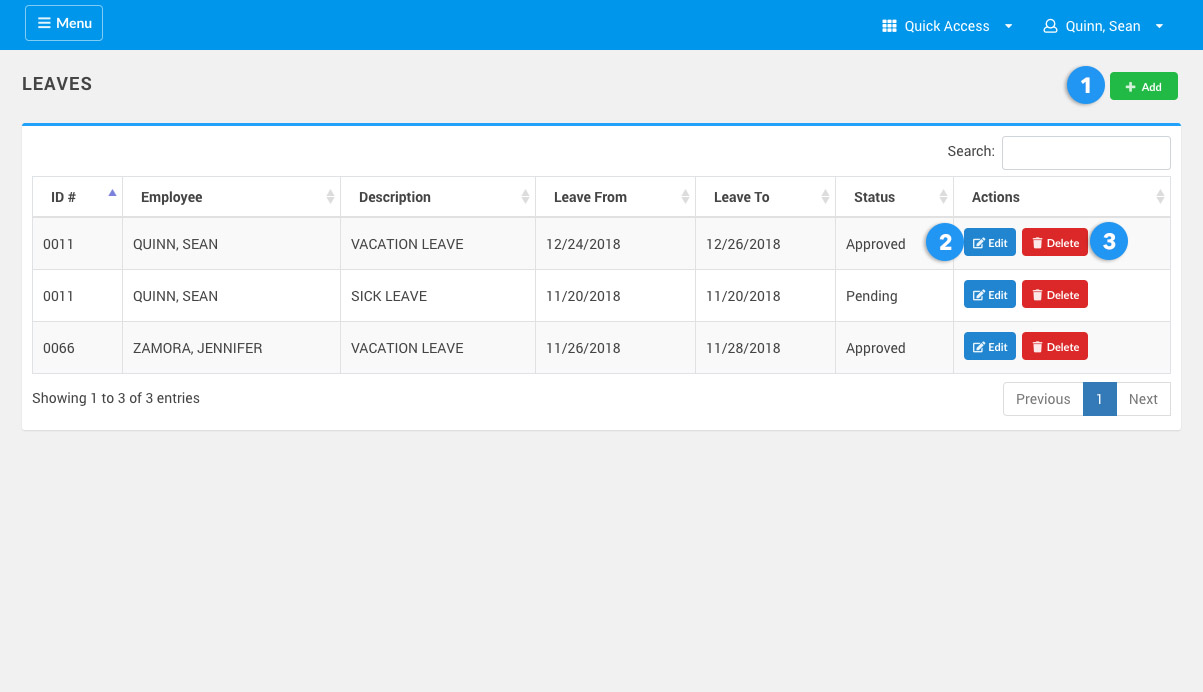 Menu Quick Access Quinn, Sean
LEAVES 1 Add
Search:
ID # Employee Description Leave From Leave To Status Actions
0011 QUINN, SEAN VACATION LEAVE 12/24/2018 12/26/2018 Approved 2 Edit Delete 3
0011 QUINN, SEAN SICK LEAVE 11/20/2018 11/20/2018 Pending Edit Delete
0066 ZAMORA, JENNIFER VACATION LEAVE 11/26/2018 11/28/2018 Approved Edit Delete
Showing 1 to 3 of 3 entries Previous 1 Next